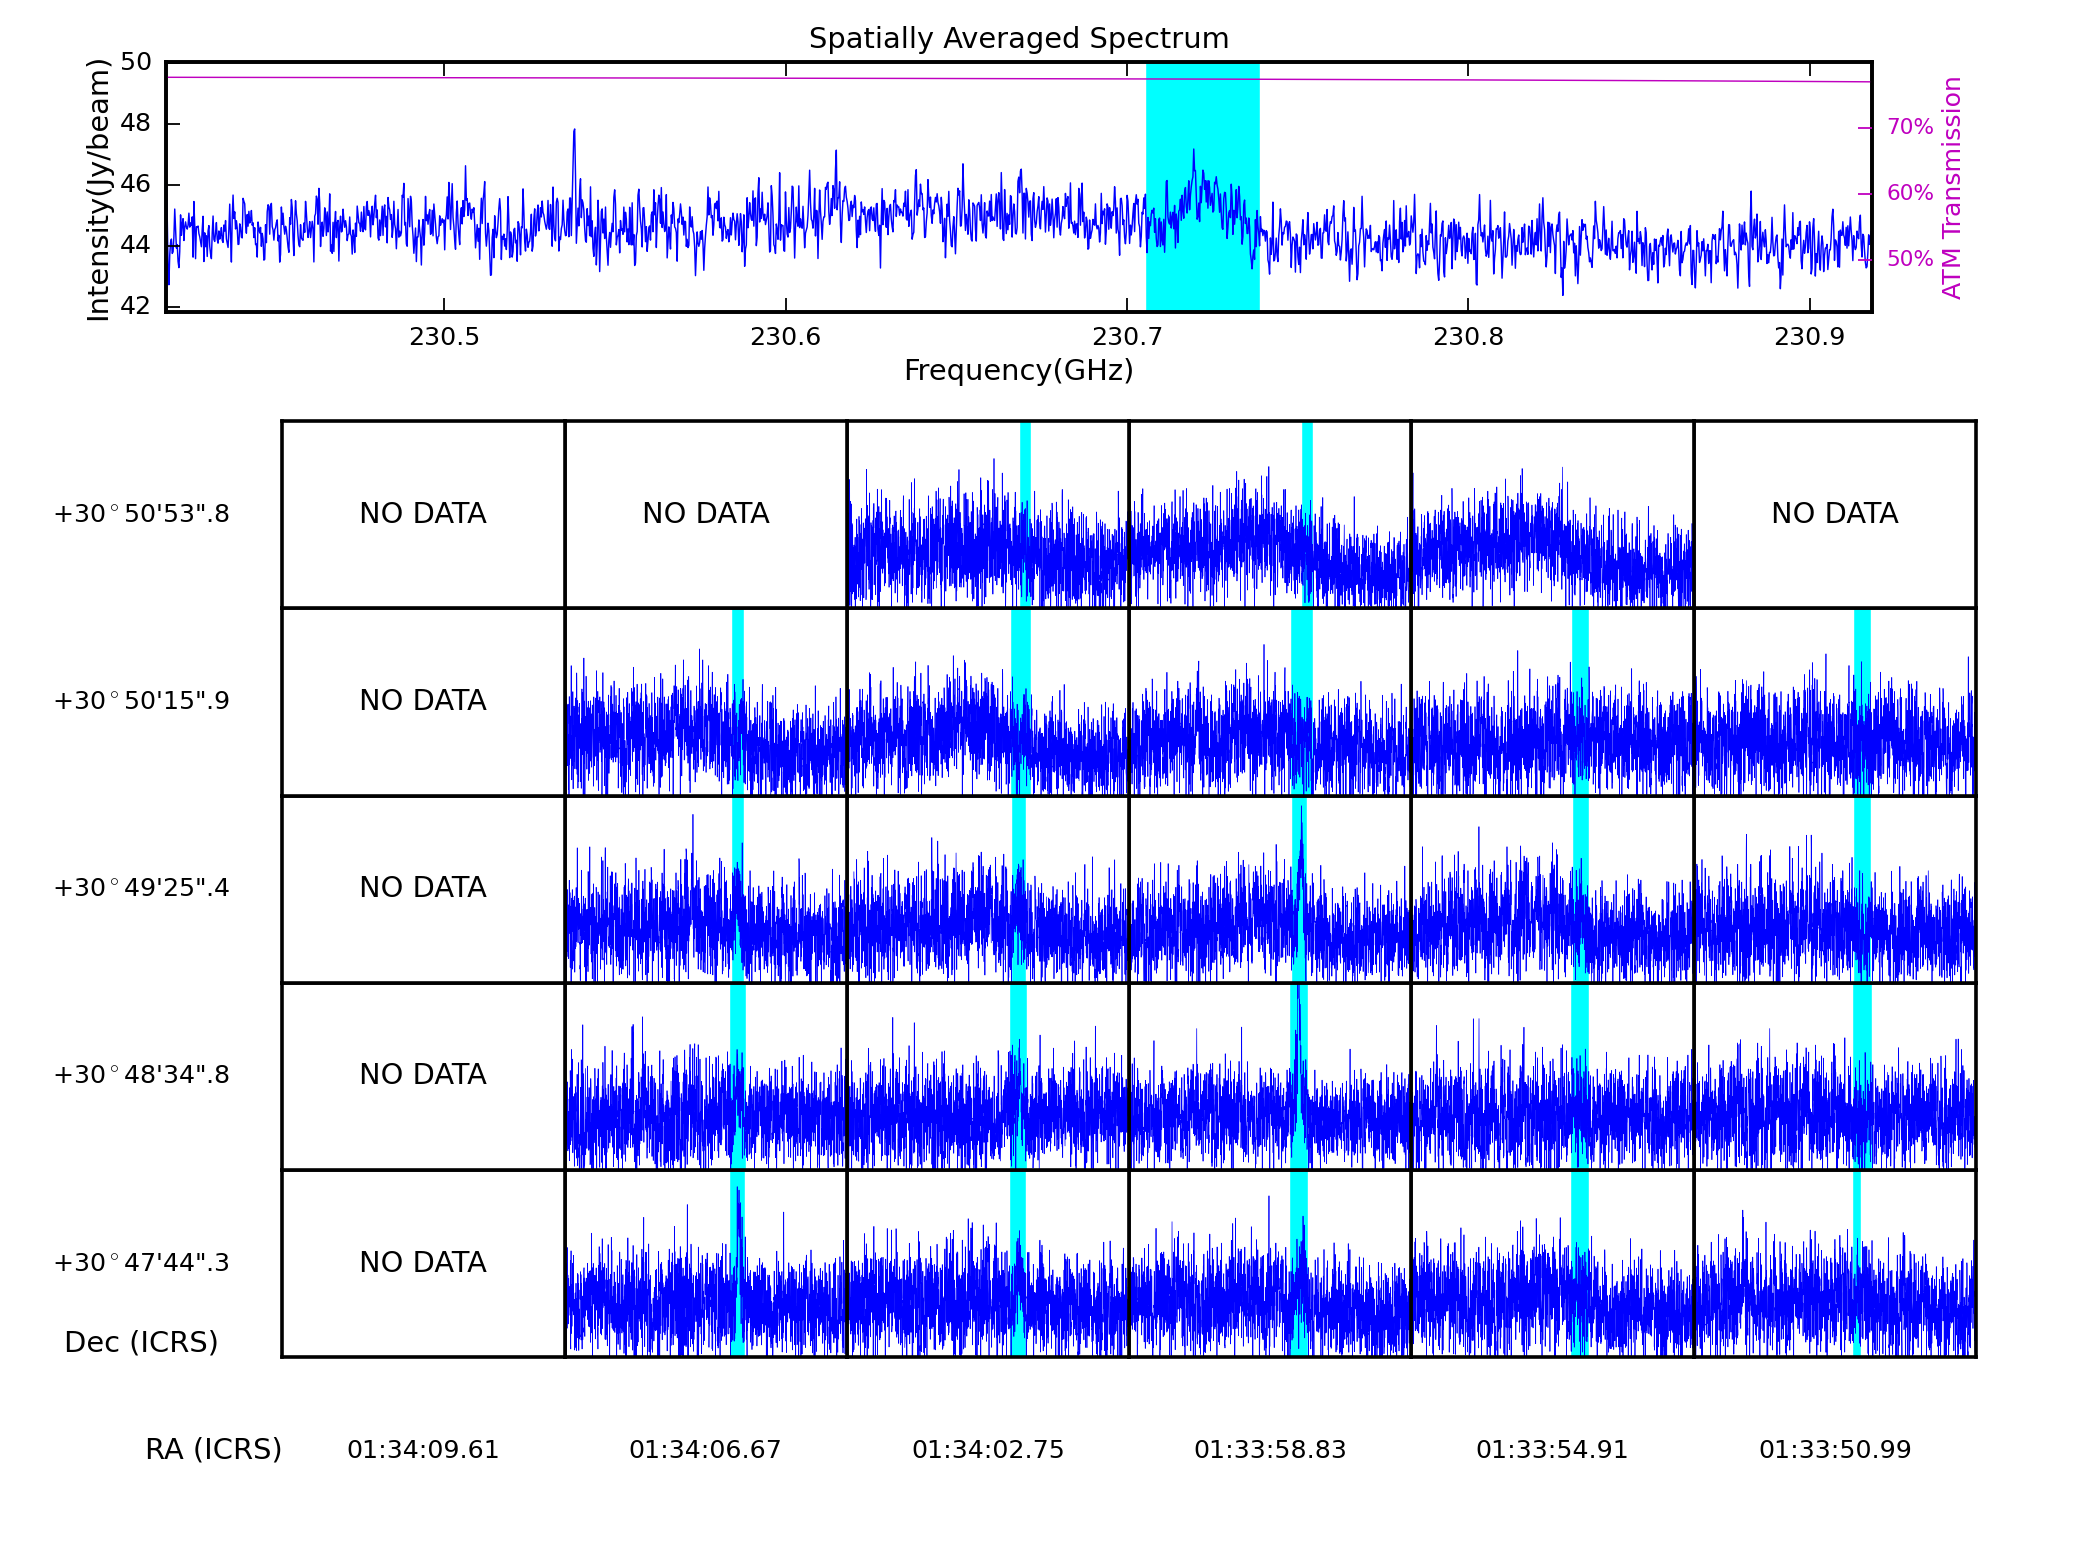 Spatially Averaged Spectrum
50
48
46
44
42
Intensity(Jy/beam)
70%
60%
50%
ATM Transmission
230.5 230.6 230.7 230.8 230.9
Frequency(GHz)
+30°50'53".8 NO DATA NO DATA NO DATA
+30°50'15".9 NO DATA
+30°49'25".4 NO DATA
+30°48'34".8 NO DATA
+30°47'44".3 NO DATA
Dec (ICRS)
RA (ICRS) 01:34:09.61 01:34:06.67 01:34:02.75 01:33:58.83 01:33:54.91 01:33:50.99